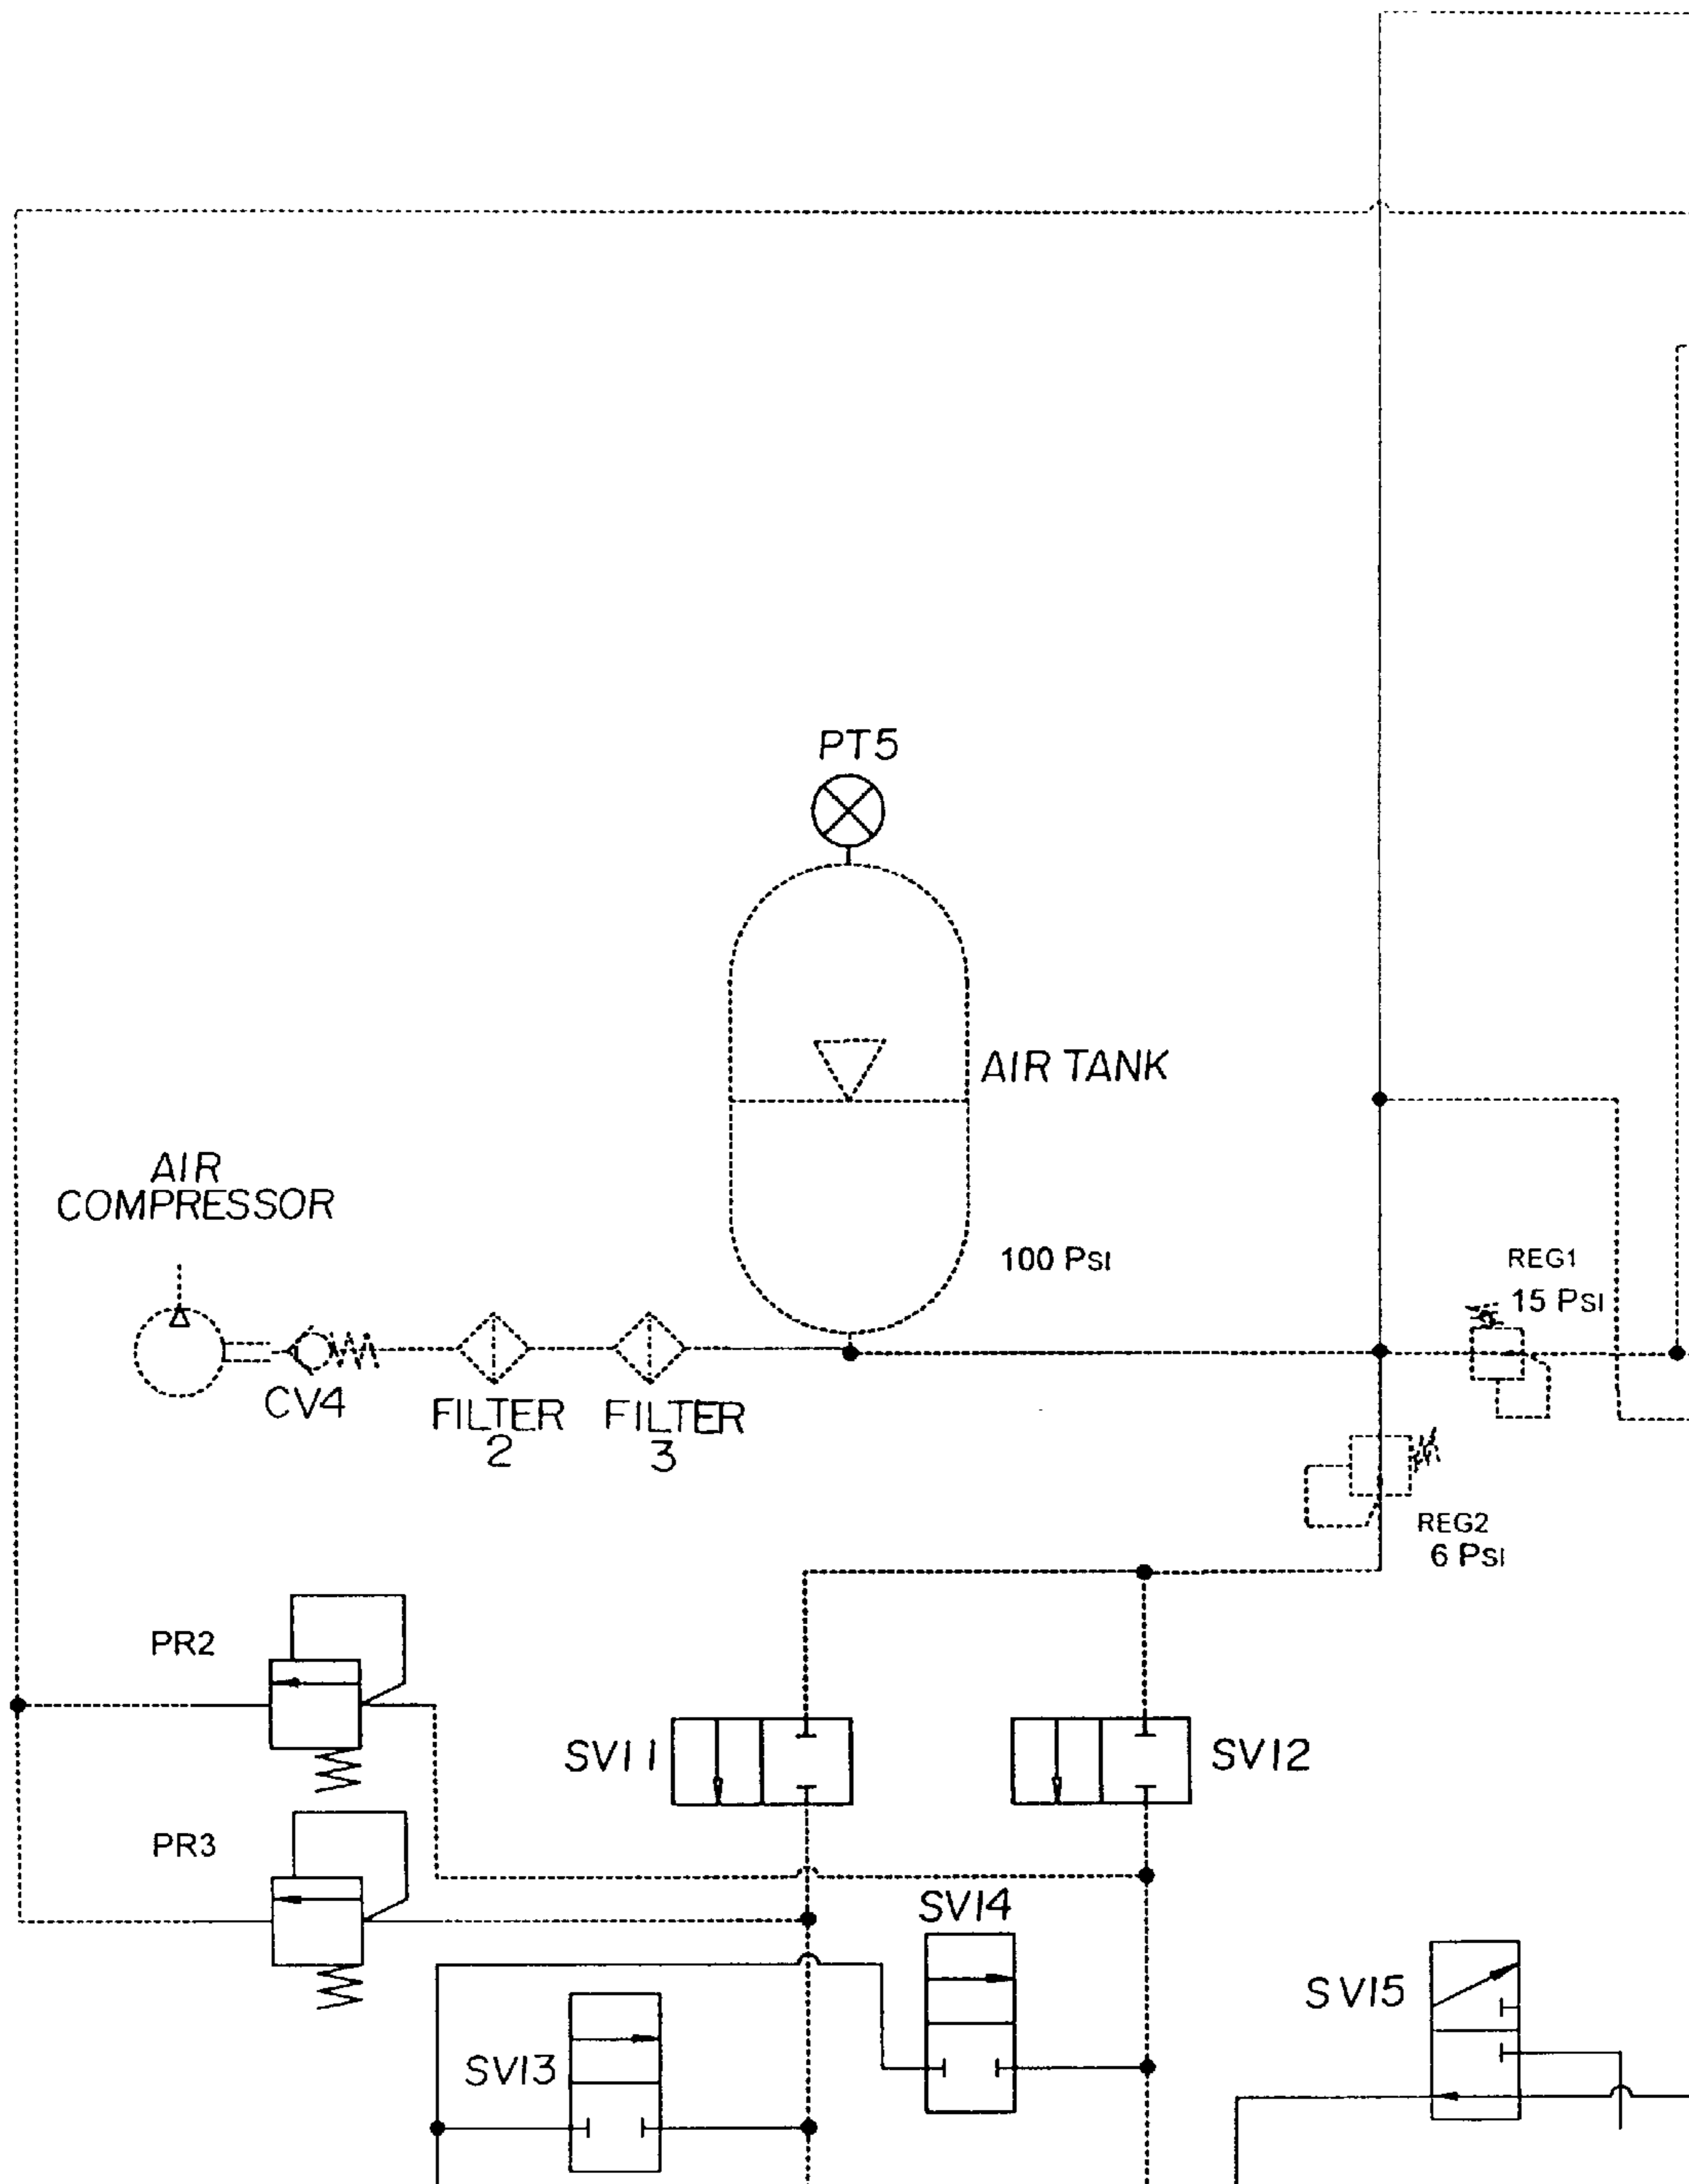 PT5
AIR TANK
AIR
COMPRESSOR
100 PSI
REG1
15 PSI
CV4
FILTER
2
FILTER
3
REG2
6 PSI
PR2
SV11
SV12
PR3
SV14
SV15
SV13